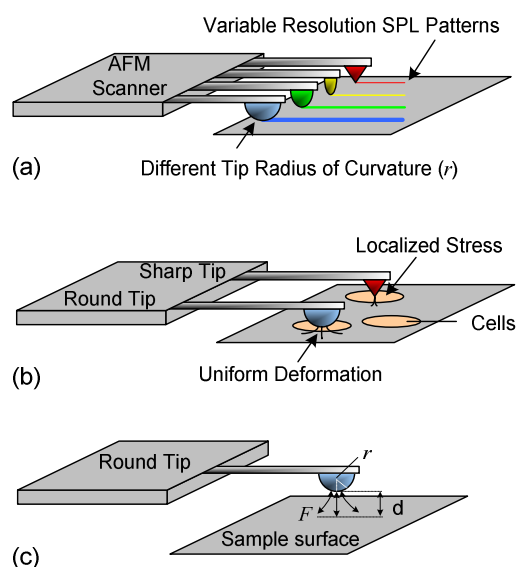 Variable Resolution SPL Patterns
AFM
Scanner
Different Tip Radius of Curvature (r)
(a)
Localized Stress
Sharp Tip
Round Tip
Cells
Uniform Deformation
(b)
Round Tip
r
F
d
Sample surface
(c)